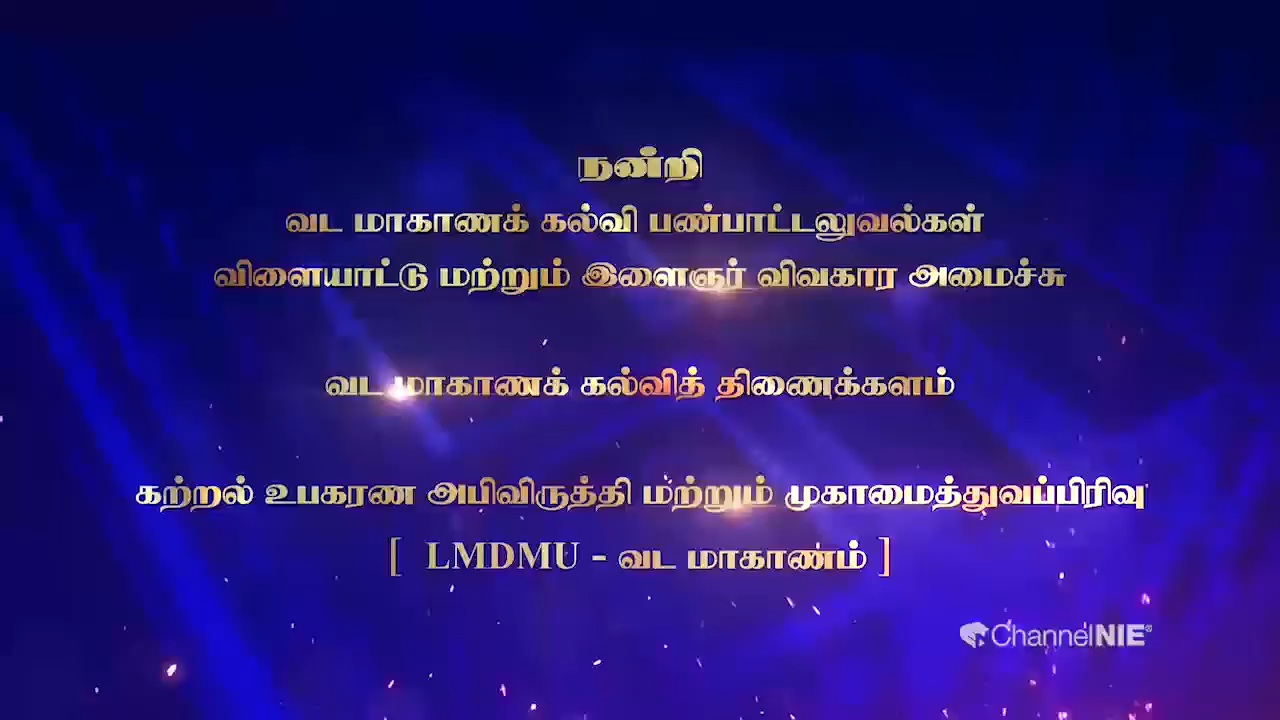 நன்றி
வட மாகாணக் கல்வி பண்பாட்டலுவல்கள்
விளையாட்டு மற்றும் இளைஞர் விவகார அமைச்சு
வட மாகாணக் கல்வித் திணைக்களம்
கற்றல் உபகரண அபிவிருத்தி மற்றும் முகாமைத்துவப்பிரிவு
[ LMDMU - வட மாகாணம் ]
ChannelNIE